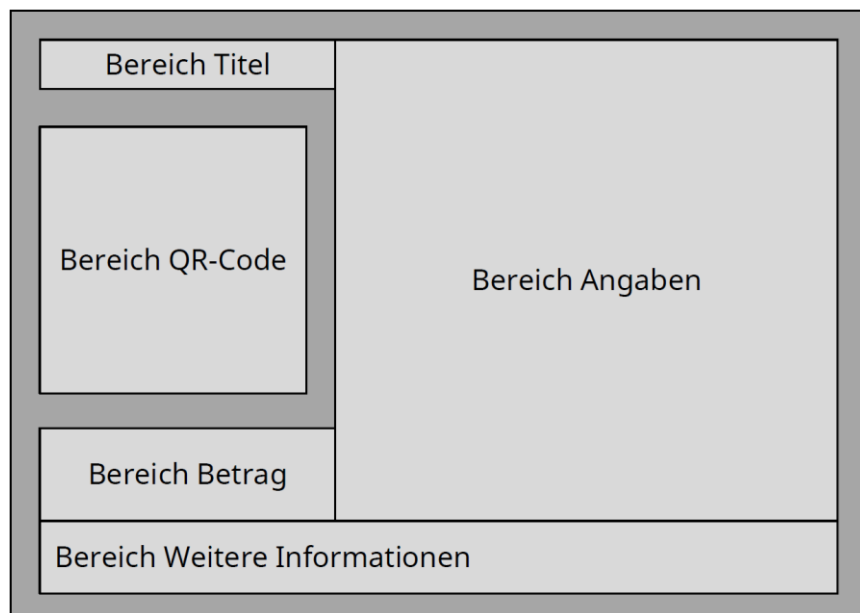 Bereich Titel
Bereich QR-Code
Bereich Angaben
Bereich Betrag
Bereich Weitere Informationen